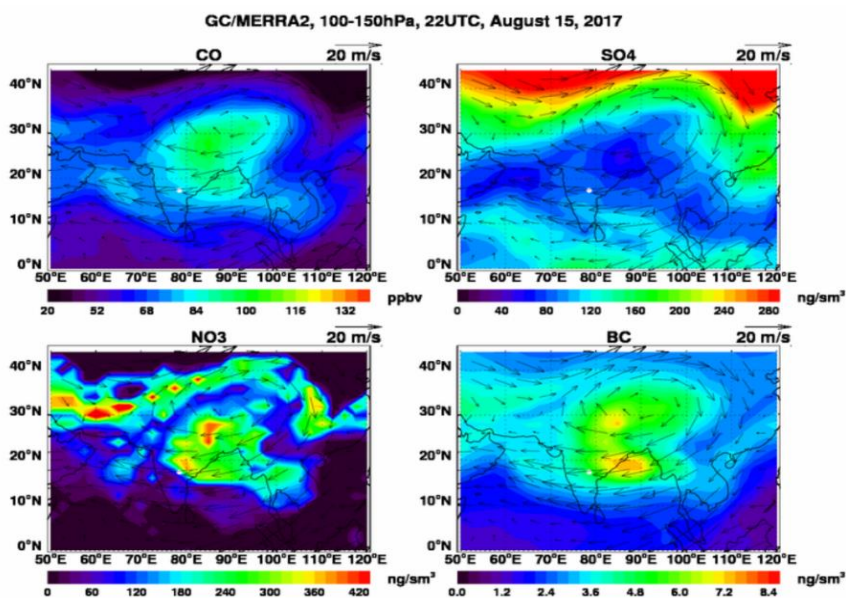 GC/MERRA2, 100-150hPa, 22UTC, August 15, 2017
CO 20 m/s
40°N
30°N
20°N
10°N
0°N
50°E 60°E 70°E 80°E 90°E 100°E 110°E 120°E
20 52 68 84 100 116 132 ppbv
SO4 20 m/s
40°N
30°N
20°N
10°N
0°N
50°E 60°E 70°E 80°E 90°E 100°E 110°E 120°E
0 40 80 120 160 200 240 280 ng/sm³
NO3 20 m/s
40°N
30°N
20°N
10°N
0°N
50°E 60°E 70°E 80°E 90°E 100°E 110°E 120°E
0 60 120 180 240 300 360 420 ng/sm³
BC 20 m/s
40°N
30°N
20°N
10°N
0°N
50°E 60°E 70°E 80°E 90°E 100°E 110°E 120°E
0.0 1.2 2.4 3.6 4.8 6.0 7.2 8.4 ng/sm³